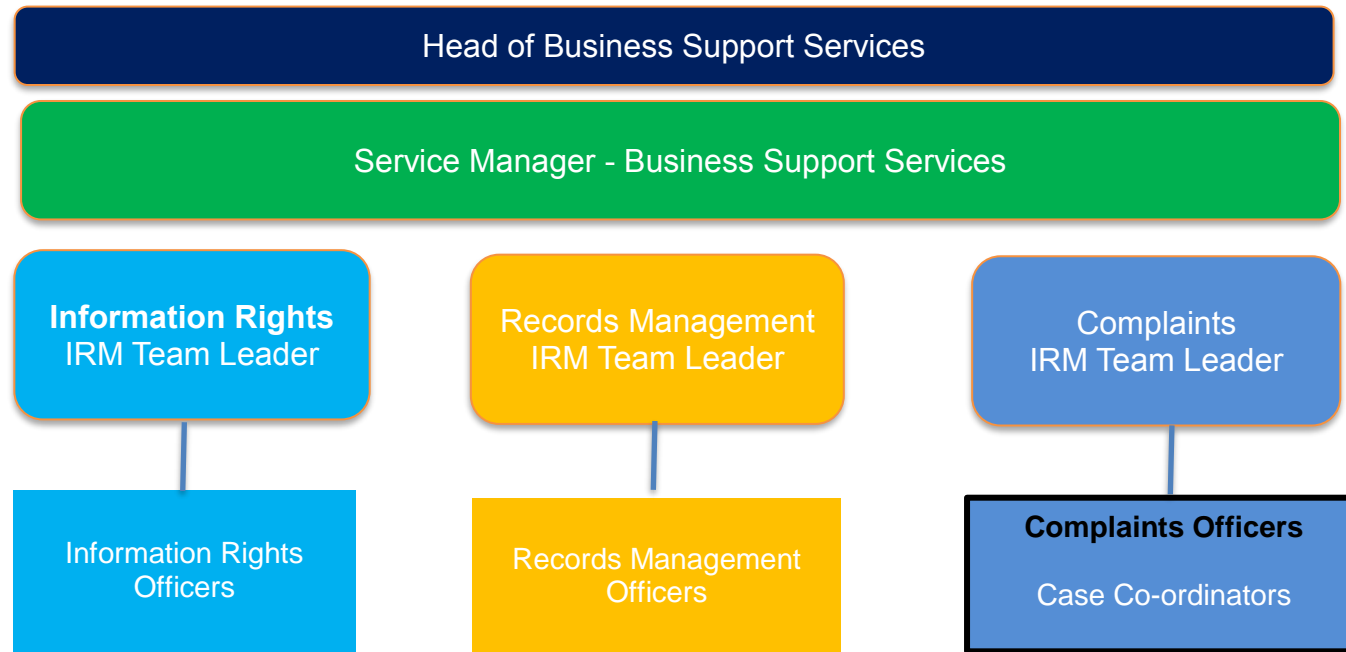 Head of Business Support Services
Service Manager - Business Support Services
Information Rights
IRM Team Leader
Records Management
IRM Team Leader
Complaints
IRM Team Leader
Information Rights
Officers
Records Management
Officers
Complaints Officers
Case Co-ordinators